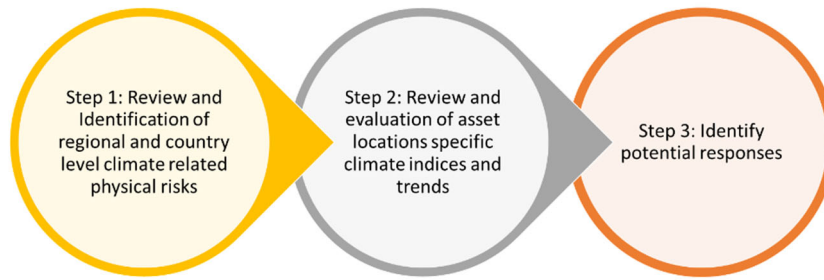 Step 1: Review and
Identification of
regional and country
level climate related
physical risks
Step 2: Review and
evaluation of asset
locations specific
climate indices and
trends
Step 3: Identify
potential responses